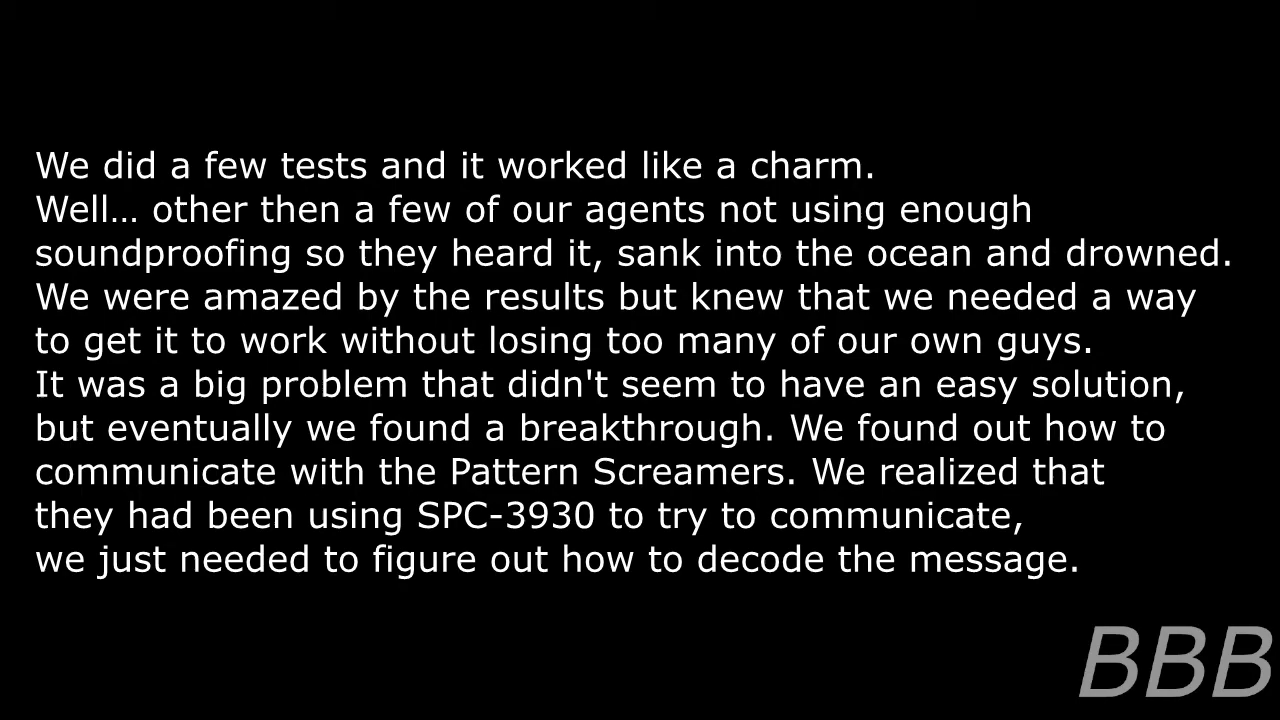 We did a few tests and it worked like a charm.
Well... other then a few of our agents not using enough
soundproofing so they heard it, sank into the ocean and drowned.
We were amazed by the results but knew that we needed a way
to get it to work without losing too many of our own guys.
It was a big problem that didn't seem to have an easy solution,
but eventually we found a breakthrough. We found out how to
communicate with the Pattern Screamers. We realized that
they had been using SPC-3930 to try to communicate,
we just needed to figure out how to decode the message.
BBB